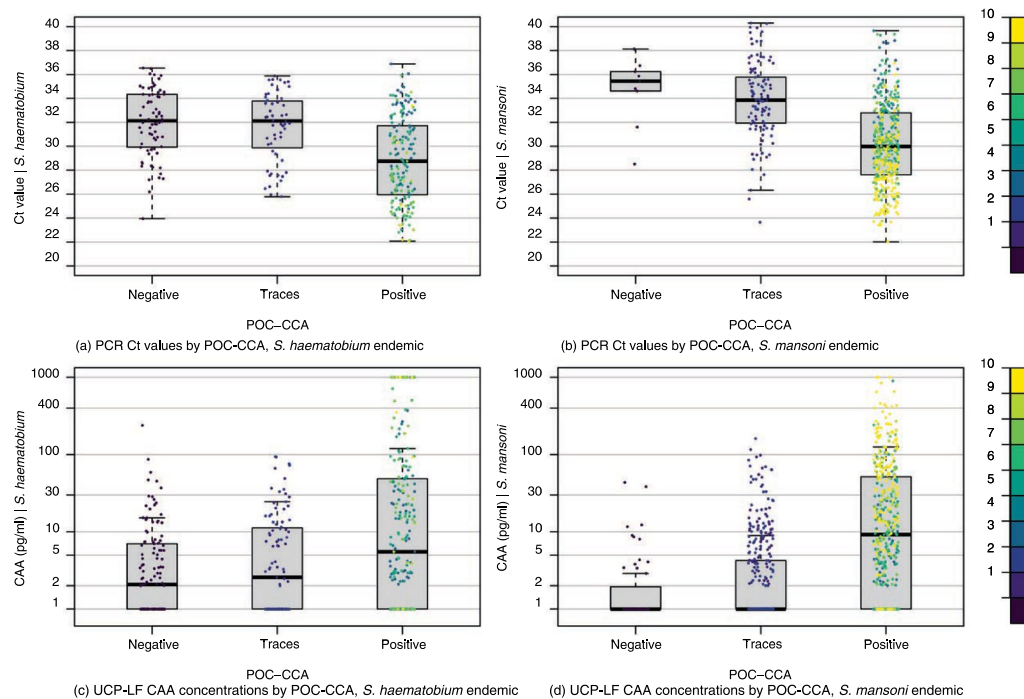 40
38
36
34
32
30
28
26
24
22
20
Ct value | S. haematobium
Negative
Traces
Positive
POC–CCA
(a) PCR Ct values by POC-CCA, S. haematobium endemic
40
38
36
34
32
30
28
26
24
22
20
Ct value | S. mansoni
Negative
Traces
Positive
POC–CCA
(b) PCR Ct values by POC-CCA, S. mansoni endemic
10
9
8
7
6
5
4
3
2
1
1000
400
100
30
10
5
2
1
CAA (pg/ml) | S. haematobium
Negative
Traces
Positive
POC–CCA
(c) UCP-LF CAA concentrations by POC-CCA, S. haematobium endemic
1000
400
100
30
10
5
2
1
CAA (pg/ml) | S. mansoni
Negative
Traces
Positive
POC–CCA
(d) UCP-LF CAA concentrations by POC-CCA, S. mansoni endemic
10
9
8
7
6
5
4
3
2
1